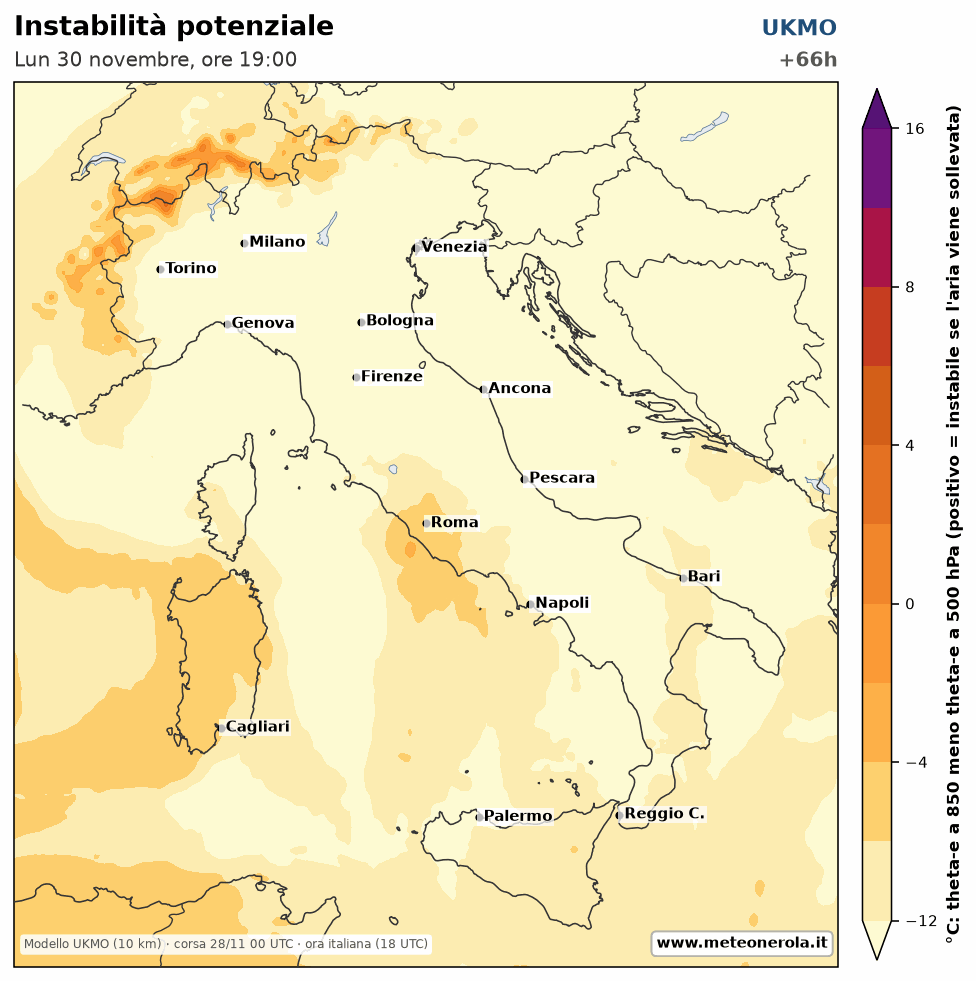 Instabilità potenziale
UKMO
Lun 30 novembre, ore 19:00
+66h
Milano
Venezia
Torino
Genova
Bologna
Firenze
Ancona
Pescara
Roma
Bari
Napoli
Cagliari
Palermo
Reggio C.
Modello UKMO (10 km) · corsa 28/11 00 UTC · ora italiana (18 UTC)
www.meteonerola.it
16
8
4
0
−4
−12
°C: theta-e a 850 meno theta-e a 500 hPa (positivo = instabile se l'aria viene sollevata)